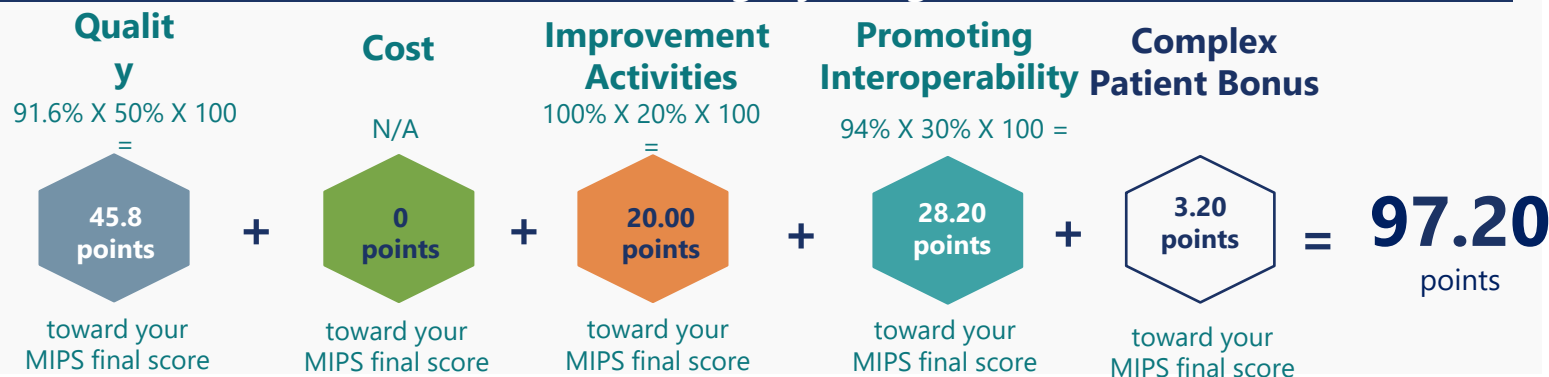 Qualit
y
91.6% X 50% X 100
=
45.8
points
toward your
MIPS final score
+
Cost
N/A
0
points
toward your
MIPS final score
+
Improvement
Activities
100% X 20% X 100
=
20.00
points
toward your
MIPS final score
+
Promoting
Interoperability
94% X 30% X 100 =
28.20
points
toward your
MIPS final score
+
Complex
Patient Bonus
3.20
points
toward your
MIPS final score
=
97.20
points